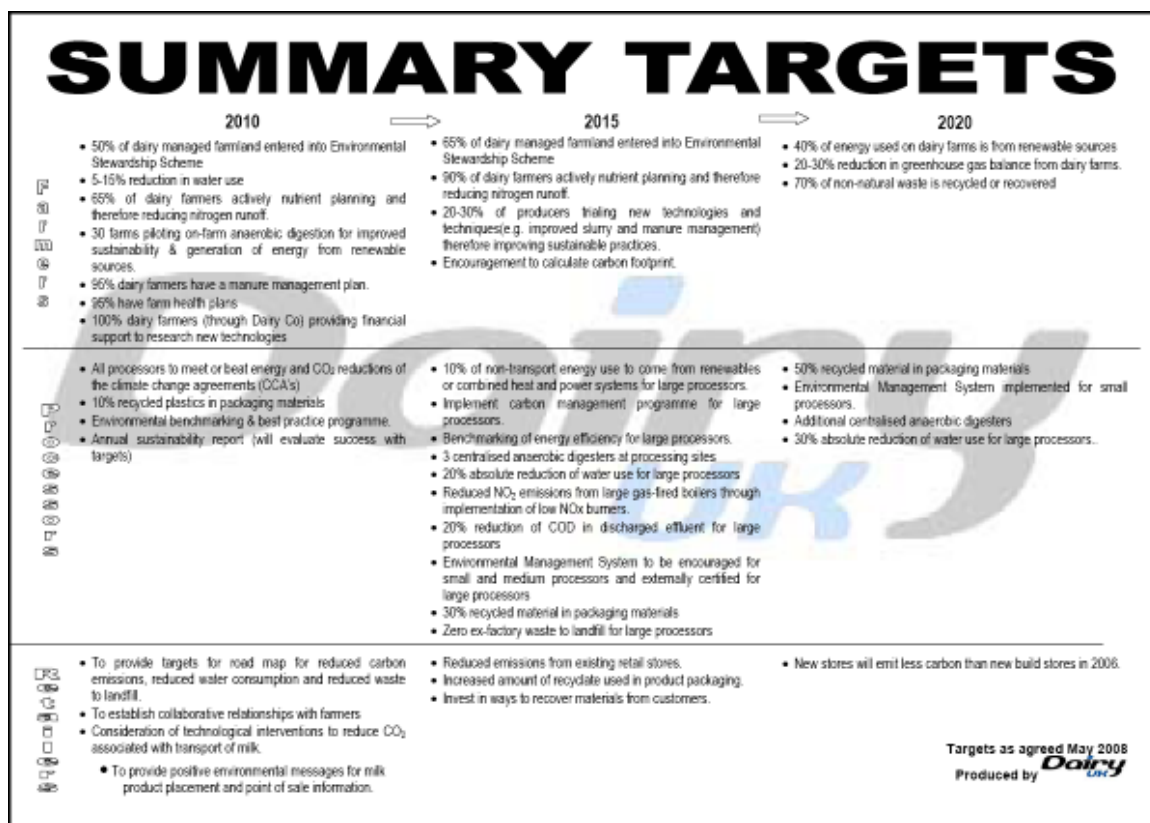 SUMMARY TARGETS
2010
2015
2020
Farmers
• 50% of dairy managed farmland entered into Environmental
Stewardship Scheme
• 5-15% reduction in water use
• 65% of dairy farmers actively nutrient planning and
therefore reducing nitrogen runoff.
• 30 farms piloting on-farm anaerobic digestion for improved
sustainability & generation of energy from renewable
sources.
• 95% dairy farmers have a manure management plan.
• 95% have farm health plans
• 100% dairy farmers (through Dairy Co) providing financial
support to research new technologies
• 65% of dairy managed farmland entered into Environmental
Stewardship Scheme
• 90% of dairy farmers actively nutrient planning and therefore
reducing nitrogen runoff.
• 20-30% of producers trialing new technologies and
techniques(e.g. improved slurry and manure management)
therefore improving sustainable practices.
• Encouragement to calculate carbon footprint.
• 40% of energy used on dairy farms is from renewable sources
• 20-30% reduction in greenhouse gas balance from dairy farms.
• 70% of non-natural waste is recycled or recovered
Processors
• All processors to meet or beat energy and CO₂ reductions of
the climate change agreements (CCA's)
• 10% recycled plastics in packaging materials
• Environmental benchmarking & best practice programme.
• Annual sustainability report (will evaluate success with
targets)
• 10% of non-transport energy use to come from renewables
or combined heat and power systems for large processors.
• Implement carbon management programme for large
processors.
• Benchmarking of energy efficiency for large processors.
• 3 centralised anaerobic digesters at processing sites
• 20% absolute reduction of water use for large processors
• Reduced NO₂ emissions from large gas-fired boilers through
implementation of low NOx burners.
• 20% reduction of COD in discharged effluent for large
processors
• Environmental Management System to be encouraged for
small and medium processors and externally certified for
large processors
• 30% recycled material in packaging materials
• Zero ex-factory waste to landfill for large processors
• 50% recycled material in packaging materials
• Environmental Management System implemented for small
processors.
• Additional centralised anaerobic digesters
• 30% absolute reduction of water use for large processors.
Retailers
• To provide targets for road map for reduced carbon
emissions, reduced water consumption and reduced waste
to landfill.
• To establish collaborative relationships with farmers
• Consideration of technological interventions to reduce CO₂
associated with transport of milk.
• To provide positive environmental messages for milk
product placement and point of sale information.
• Reduced emissions from existing retail stores.
• Increased amount of recyclate used in product packaging.
• Invest in ways to recover materials from customers.
• New stores will emit less carbon than new build stores in 2006.
Dairy
UK
Targets as agreed May 2008
Produced by Dairy UK